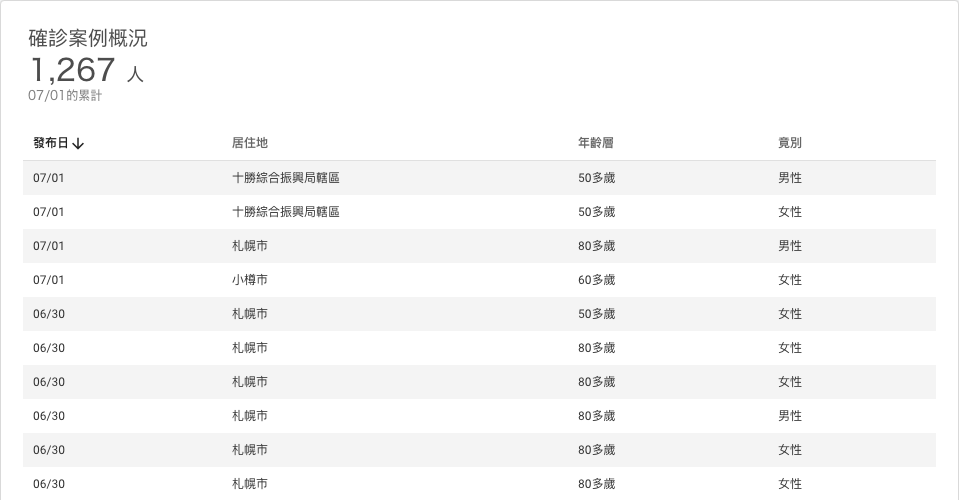 確診案例概況
1,267 人
07/01的累計
發布日↓ 居住地 年齡層 竟別
07/01 十勝綜合振興局轄區 50多歲 男性
07/01 十勝綜合振興局轄區 50多歲 女性
07/01 札幌市 80多歲 男性
07/01 小樽市 60多歲 女性
06/30 札幌市 50多歲 女性
06/30 札幌市 80多歲 女性
06/30 札幌市 80多歲 女性
06/30 札幌市 80多歲 男性
06/30 札幌市 80多歲 女性
06/30 札幌市 80多歲 女性